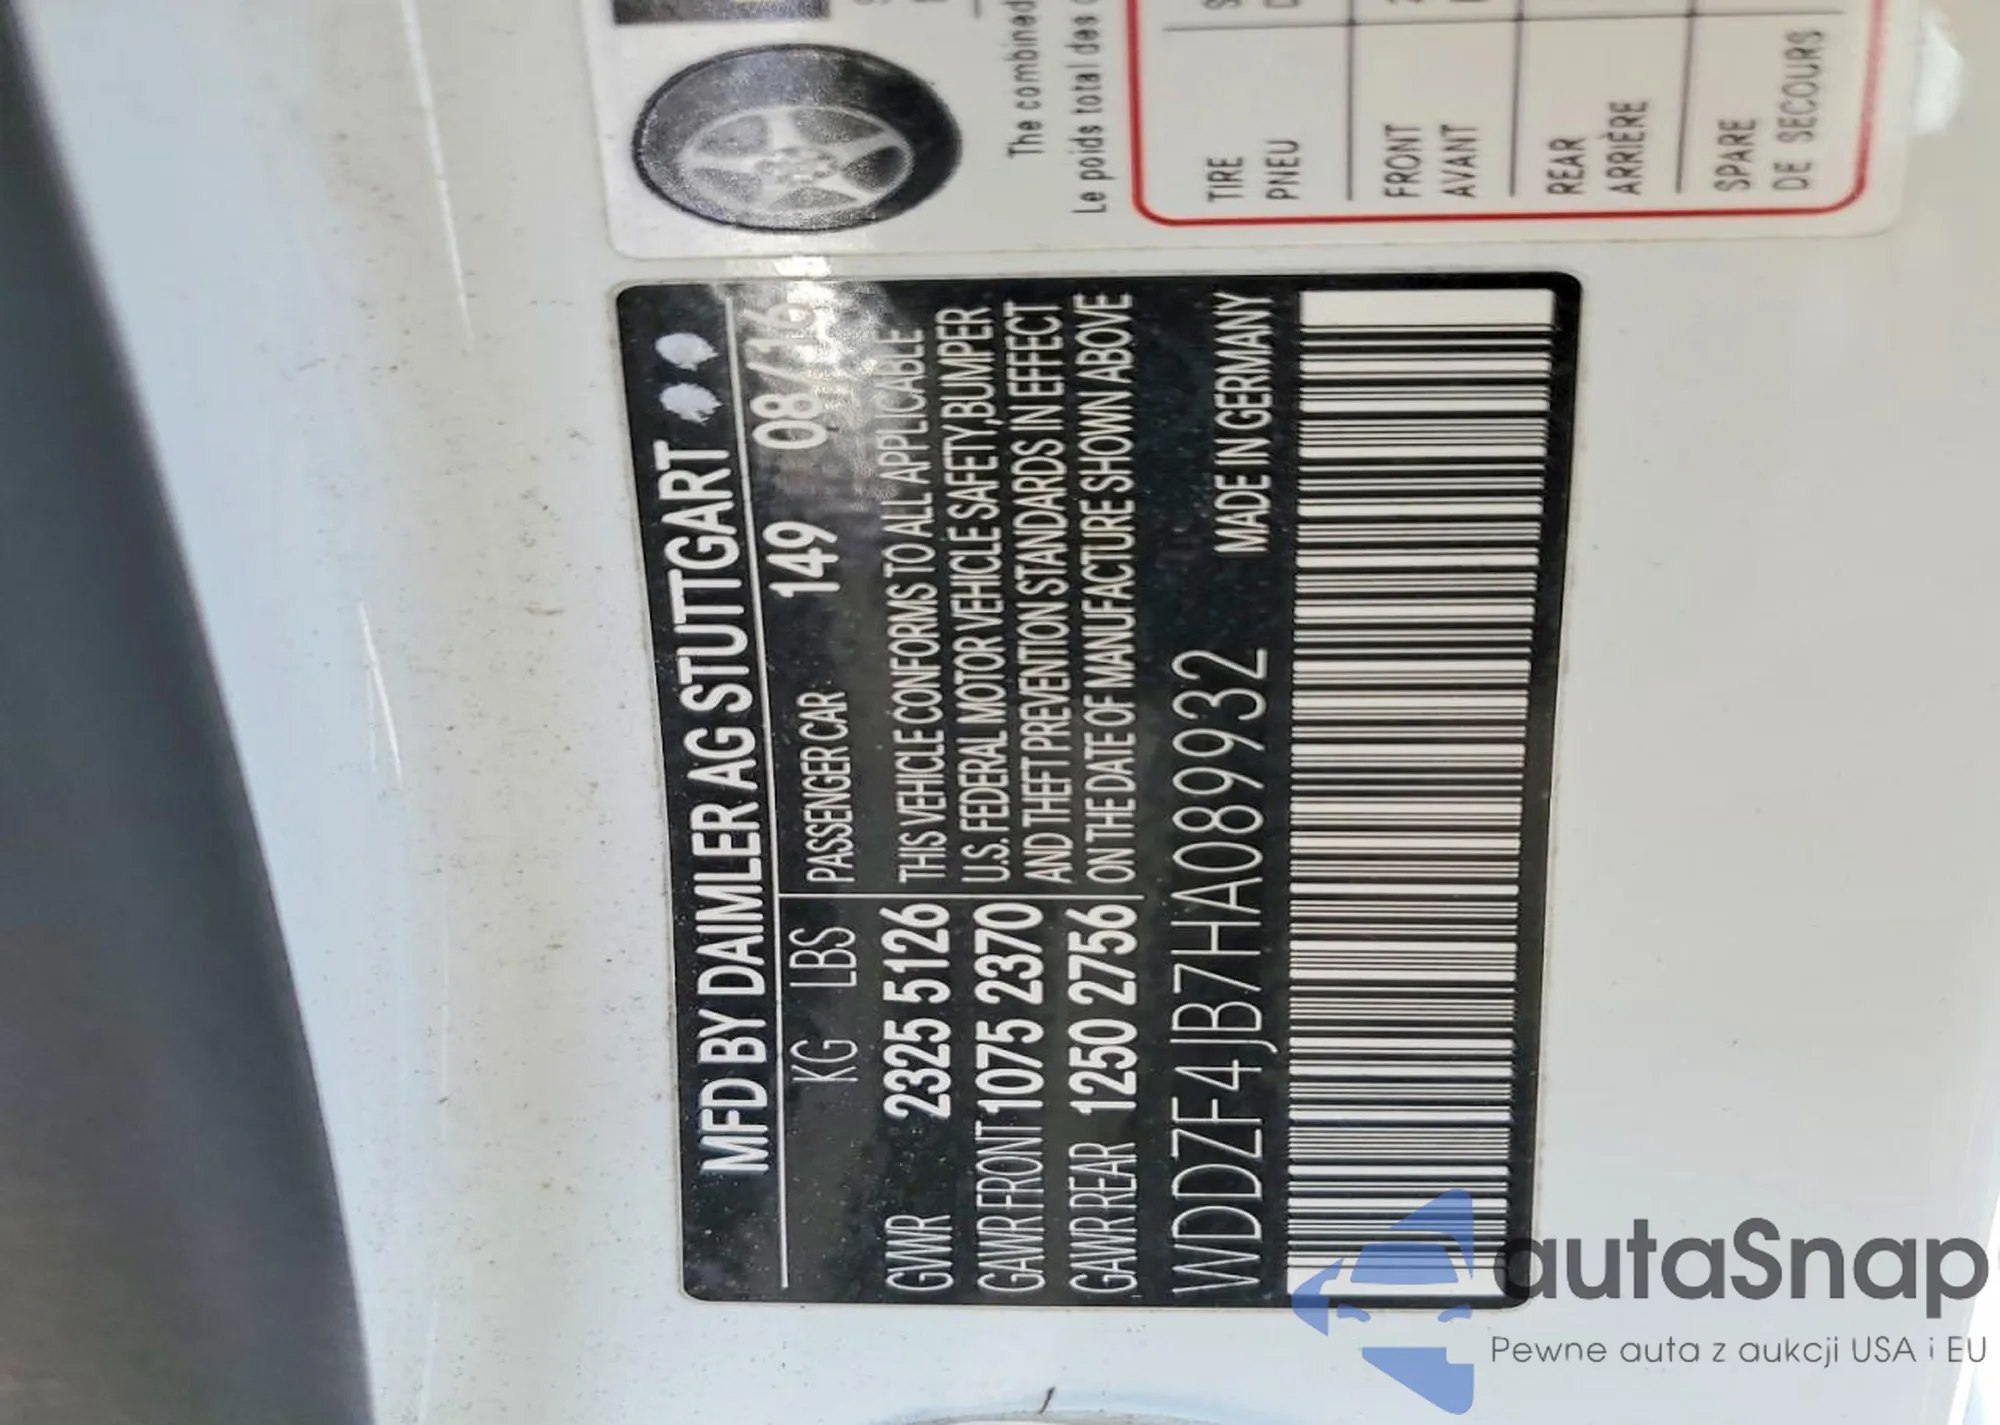 MFD BY DAIMLER AG STUTTGART
KG LBS PASSENGER CAR 149 08/16
GVWR 2325 5126 THIS VEHICLE CONFORMS TO ALL APPLICABLE
GAWR FRONT 1075 2370 U.S. FEDERAL MOTOR VEHICLE SAFETY,BUMPER
AND THEFT PREVENTION STANDARDS IN EFFECT
GAWR REAR 1250 2756 ON THE DATE OF MANUFACTURE SHOWN ABOVE
WDDZF4JB7HA089932 MADE IN GERMANY
The combined
Le poids total des
TIRE
PNEU
FRONT
AVANT
REAR
ARRIÈRE
SPARE
DE SECOURS
autaSnap
Pewne auta z aukcji USA i EU